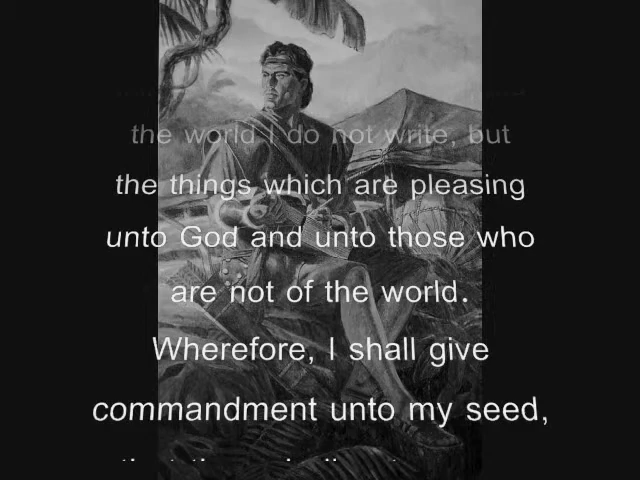 the world I do not write, but
the things which are pleasing
unto God and unto those who
are not of the world.
Wherefore, I shall give
commandment unto my seed,